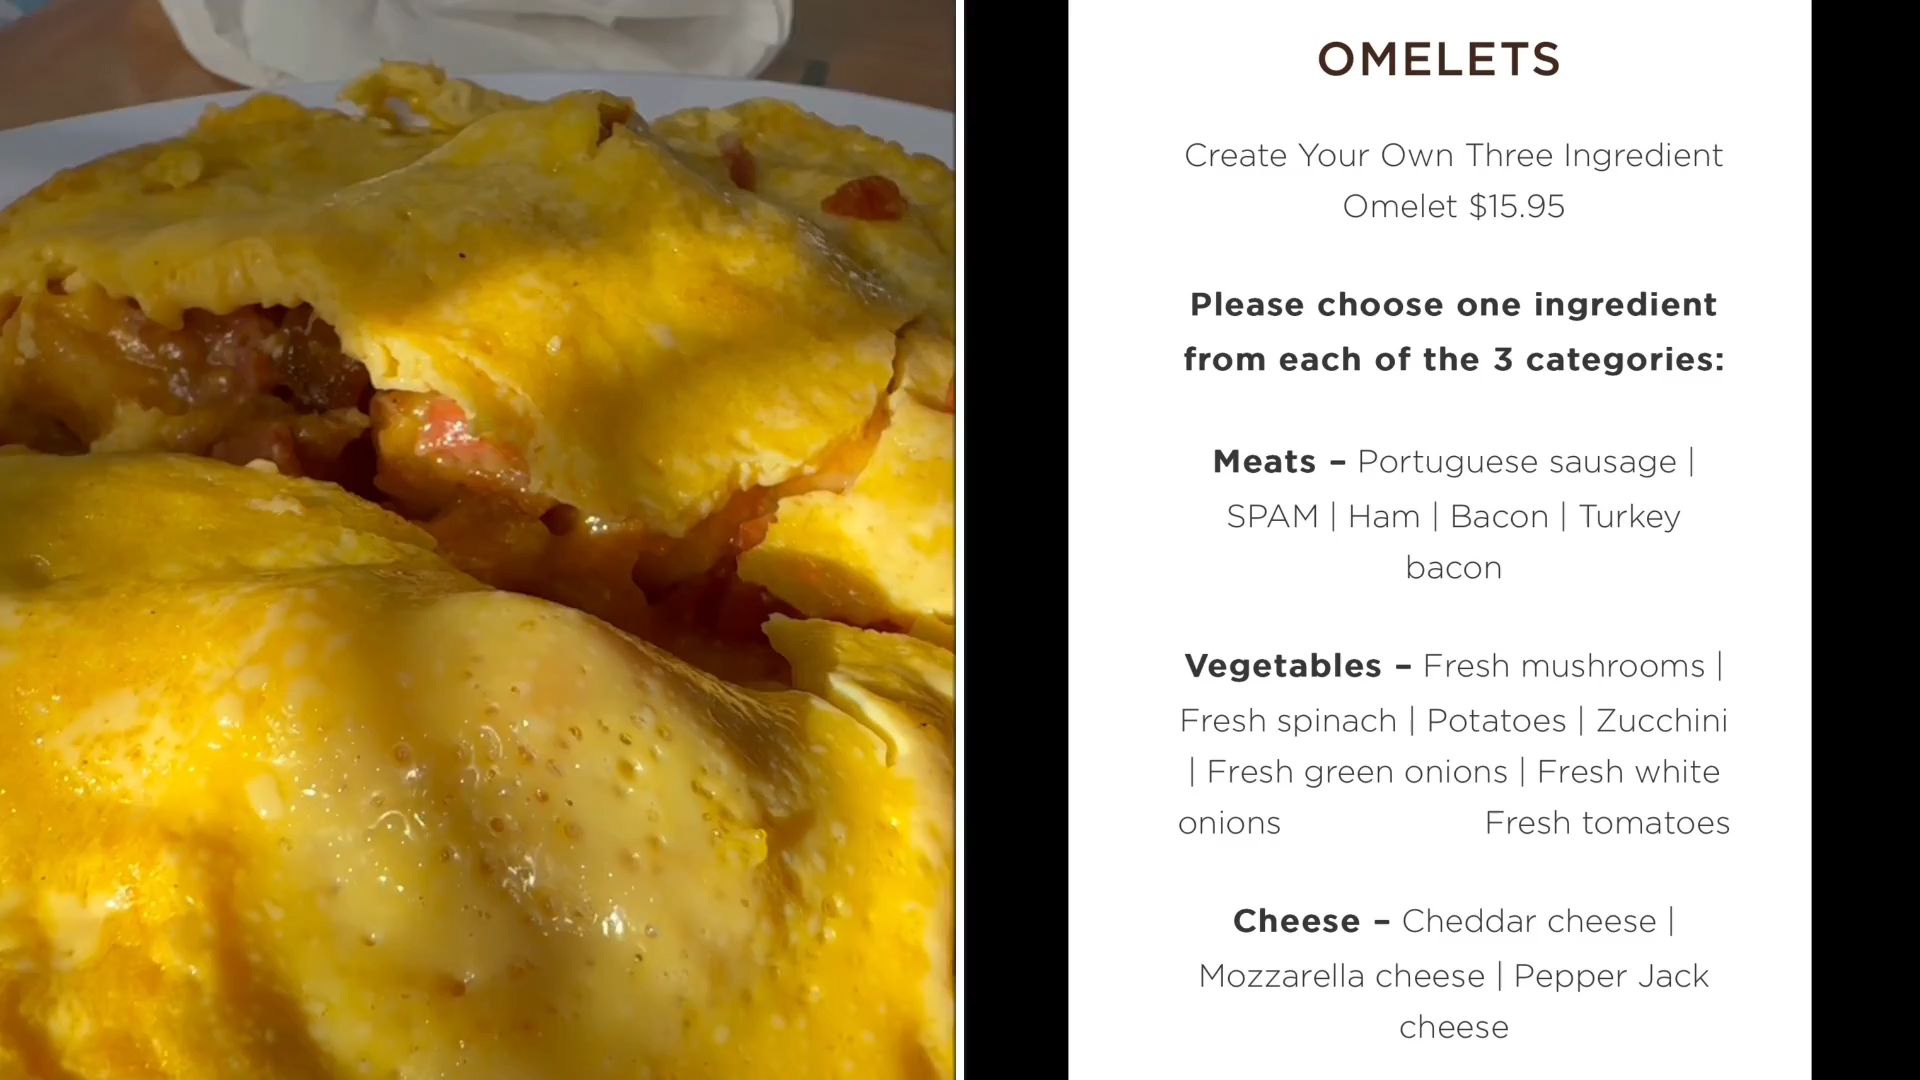 OMELETS
Create Your Own Three Ingredient
Omelet $15.95
Please choose one ingredient
from each of the 3 categories:
Meats – Portuguese sausage |
SPAM | Ham | Bacon | Turkey
bacon
Vegetables – Fresh mushrooms |
Fresh spinach | Potatoes | Zucchini
| Fresh green onions | Fresh white
onions Fresh tomatoes
Cheese – Cheddar cheese |
Mozzarella cheese | Pepper Jack
cheese